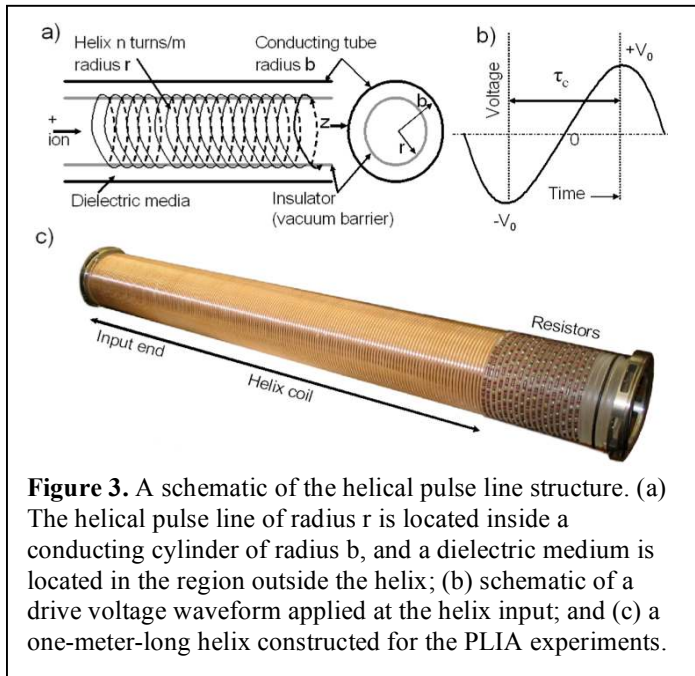 a)
Helix n turns/m
radius r
Conducting tube
radius b
+
ion
z
b
r
Dielectric media
Insulator
(vacuum barrier)
b)
Voltage
+V₀
τc
0
Time
-V₀
c)
Input end
Helix coil
Resistors
Figure 3. A schematic of the helical pulse line structure. (a)
The helical pulse line of radius r is located inside a
conducting cylinder of radius b, and a dielectric medium is
located in the region outside the helix; (b) schematic of a
drive voltage waveform applied at the helix input; and (c) a
one-meter-long helix constructed for the PLIA experiments.